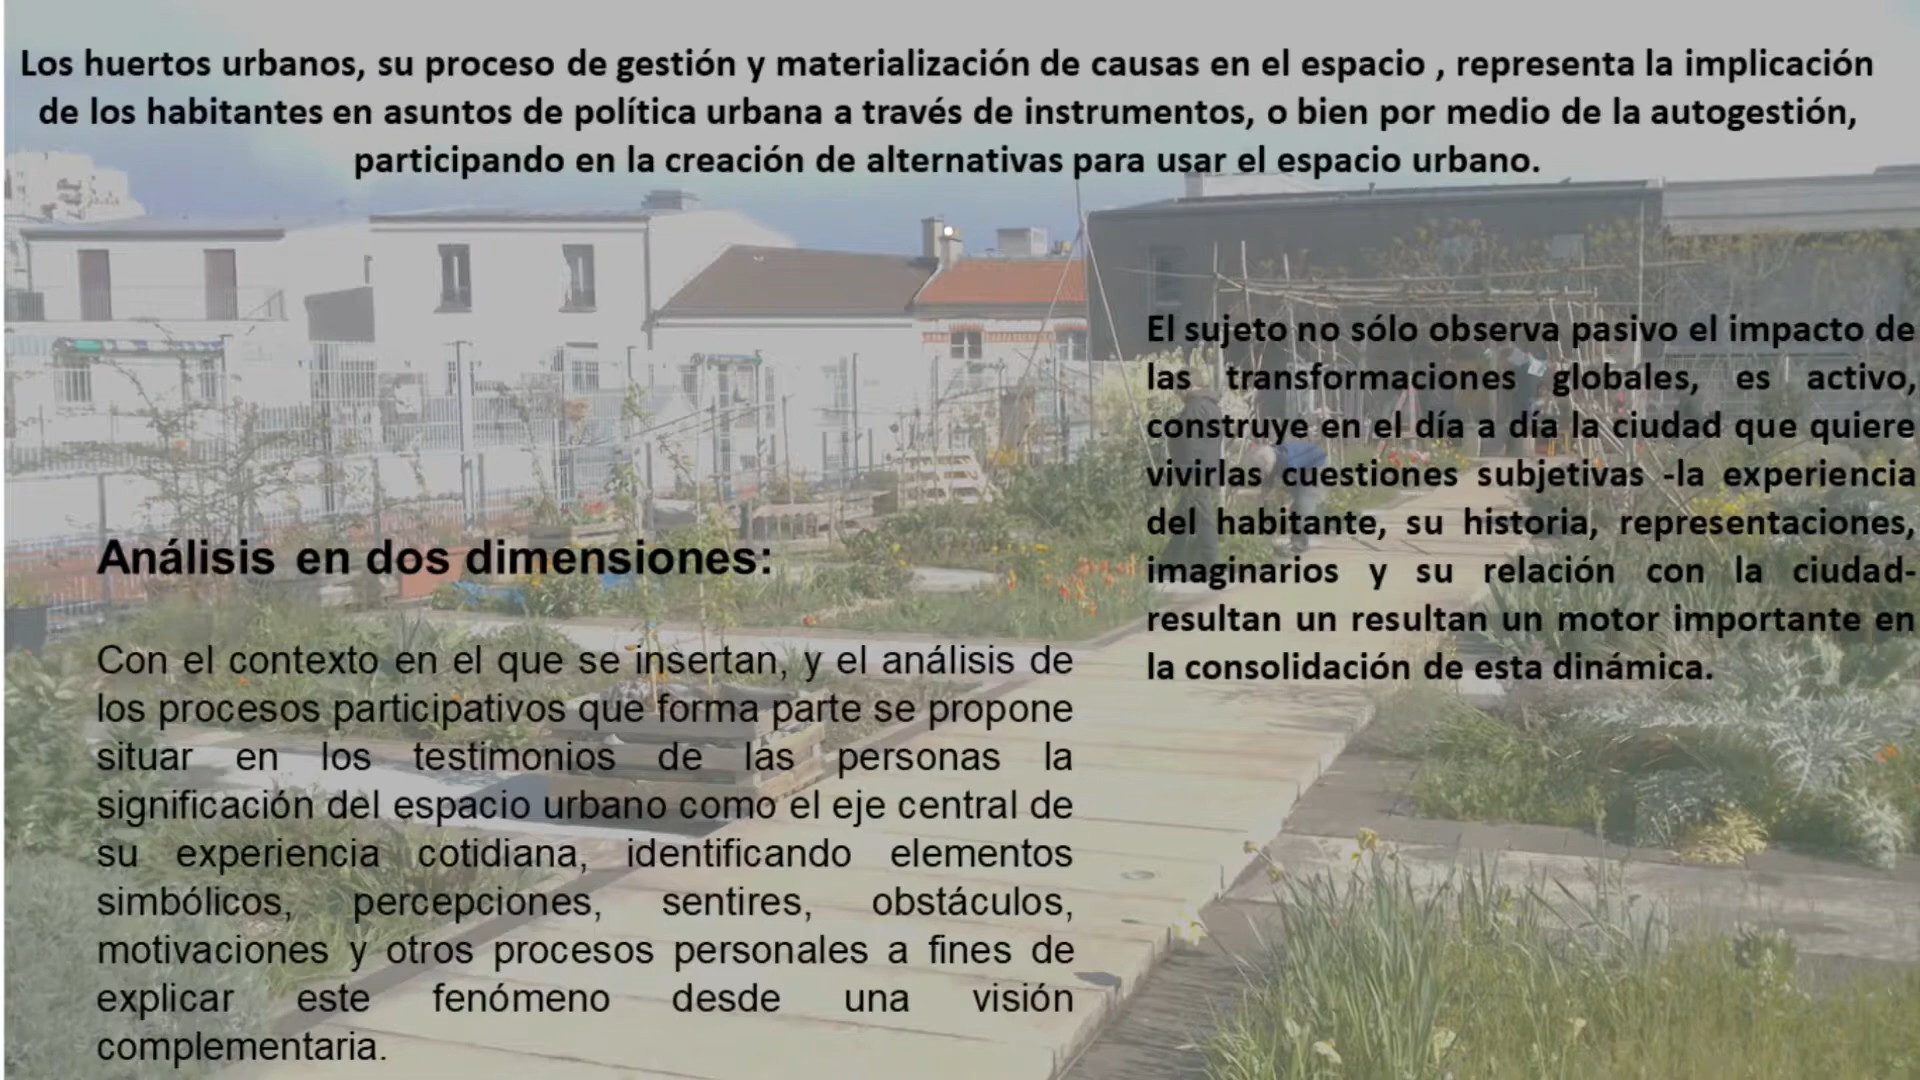 Los huertos urbanos, su proceso de gestión y materialización de causas en el espacio , representa la implicación
de los habitantes en asuntos de política urbana a través de instrumentos, o bien por medio de la autogestión,
participando en la creación de alternativas para usar el espacio urbano.
El sujeto no sólo observa pasivo el impacto de
las transformaciones globales, es activo,
construye en el día a día la ciudad que quiere
vivirlas cuestiones subjetivas -la experiencia
del habitante, su historia, representaciones,
imaginarios y su relación con la ciudad-
resultan un resultan un motor importante en
la consolidación de esta dinámica.
Análisis en dos dimensiones:
Con el contexto en el que se insertan, y el análisis de
los procesos participativos que forma parte se propone
situar en los testimonios de las personas la
significación del espacio urbano como el eje central de
su experiencia cotidiana, identificando elementos
simbólicos, percepciones, sentires, obstáculos,
motivaciones y otros procesos personales a fines de
explicar este fenómeno desde una visión
complementaria.